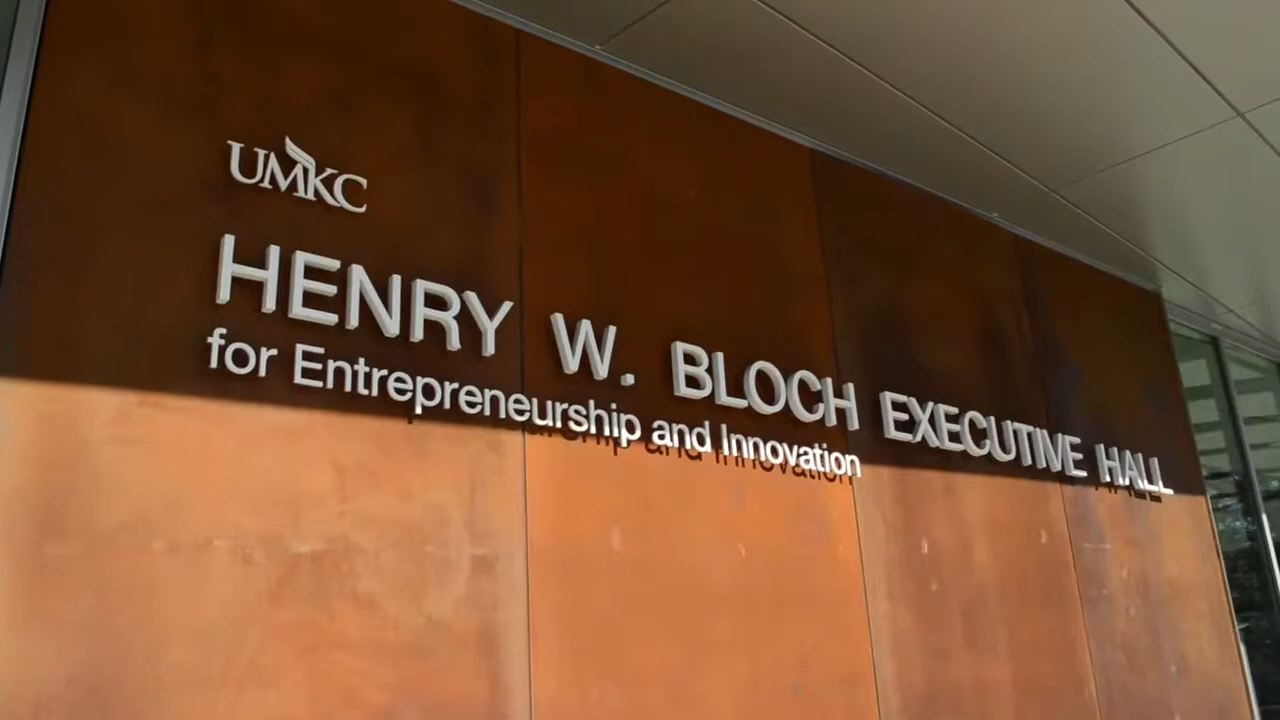 UMKC
HENRY W. BLOCH EXECUTIVE HALL
for Entrepreneurship and Innovation